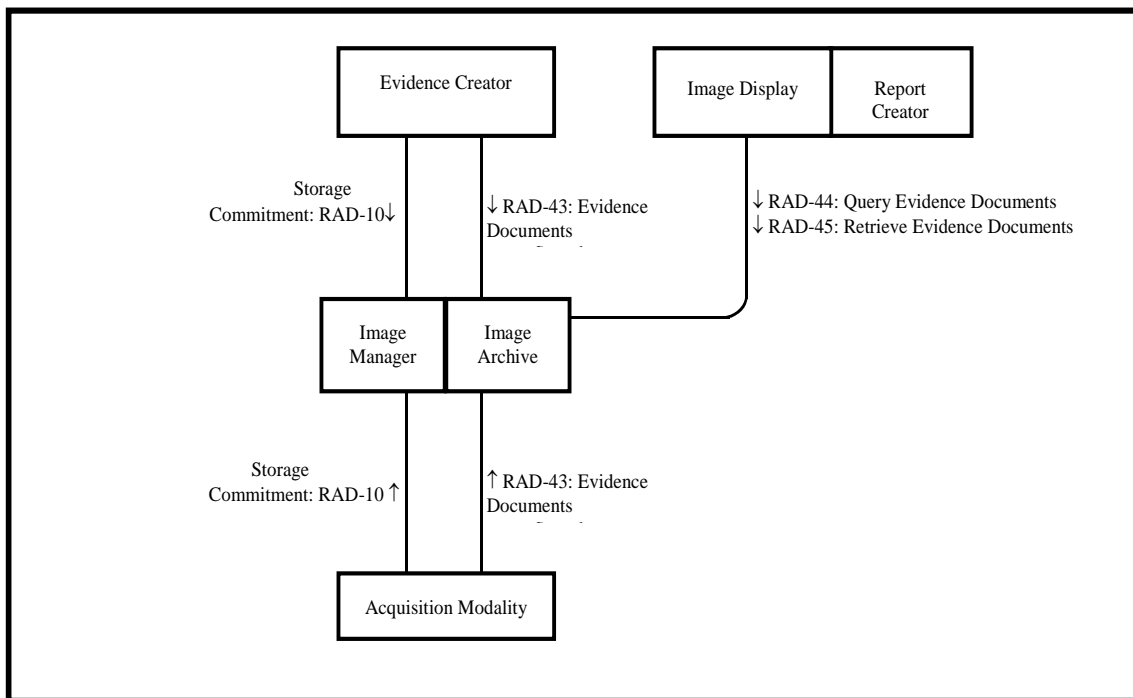 Evidence Creator
Image Display
Report
Creator
Storage
Commitment: RAD-10↓
↓ RAD-43: Evidence
Documents
↓ RAD-44: Query Evidence Documents
↓ RAD-45: Retrieve Evidence Documents
Image
Manager
Image
Archive
Storage
Commitment: RAD-10 ↑
↑ RAD-43: Evidence
Documents
Acquisition Modality